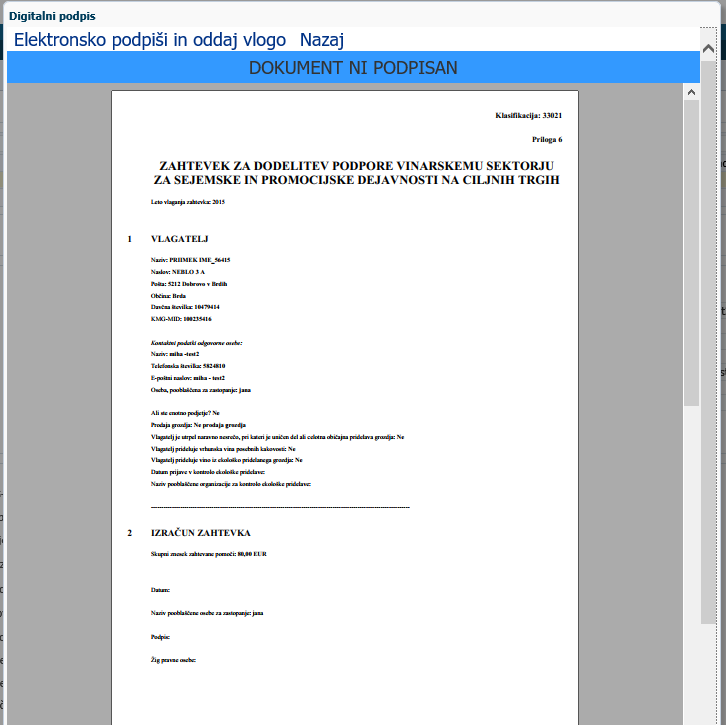 Digitalni podpis
Elektronsko podpiši in oddaj vlogo Nazaj
DOKUMENT NI PODPISAN
Klasifikacija: 33021
Priloga 6
ZAHTEVEK ZA DODELITEV PODPORE VINARSKEMU SEKTORJU
ZA SEJEMSKE IN PROMOCIJSKE DEJAVNOSTI NA CILJNIH TRGIH
Leto vlaganja zahtevka: 2015
1 VLAGATELJ
Naziv: PRIIMEK IME_56415
Naslov: NEBLO 3 A
Pošta: 5212 Dobrovo v Brdih
Občina: Brda
Davčna številka: 10479414
KMG-MID: 100235416
Kontaktni podatki odgovorne osebe:
Naziv: miha -test2
Telefonska številka: 5824810
E-poštni naslov: miha - test2
Oseba, pooblaščena za zastopanje: jana
Ali ste enotno podjetje? Ne
Prodaja grozdja: Ne prodaja grozdja
Vlagatelj je utrpel naravno nesrečo, pri kateri je uničen del ali celotna običajna pridelava grozdja: Ne
Vlagatelj prideluje vrhunska vina posebnih kakovosti: Ne
Vlagatelj prideluje vino iz ekološko pridelanega grozdja: Ne
Datum prijave v kontrolo ekološke pridelave:
Naziv pooblaščene organizacije za kontrolo ekološke pridelave:
2 IZRAČUN ZAHTEVKA
Skupni znesek zahtevane pomoči: 80,00 EUR
Datum:
Naziv pooblaščene osebe za zastopanje: jana
Podpis:
Žig pravne osebe: